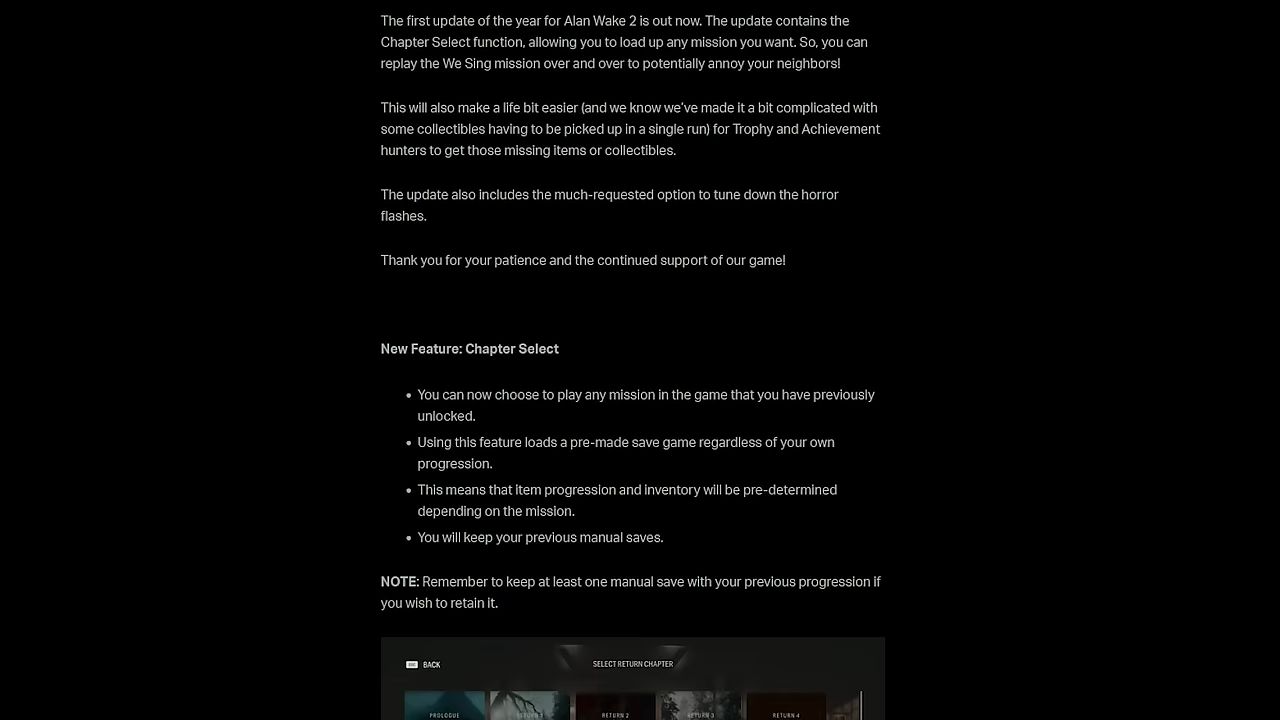 The first update of the year for Alan Wake 2 is out now. The update contains the
Chapter Select function, allowing you to load up any mission you want. So, you can
replay the We Sing mission over and over to potentially annoy your neighbors!
This will also make a life bit easier (and we know we've made it a bit complicated with
some collectibles having to be picked up in a single run) for Trophy and Achievement
hunters to get those missing items or collectibles.
The update also includes the much-requested option to tune down the horror
flashes.
Thank you for your patience and the continued support of our game!
New Feature: Chapter Select
• You can now choose to play any mission in the game that you have previously
unlocked.
• Using this feature loads a pre-made save game regardless of your own
progression.
• This means that item progression and inventory will be pre-determined
depending on the mission.
• You will keep your previous manual saves.
NOTE: Remember to keep at least one manual save with your previous progression if
you wish to retain it.
BACK SELECT RETURN CHAPTER
PROLOGUE RETURN 1 RETURN 2 RETURN 3 RETURN 4